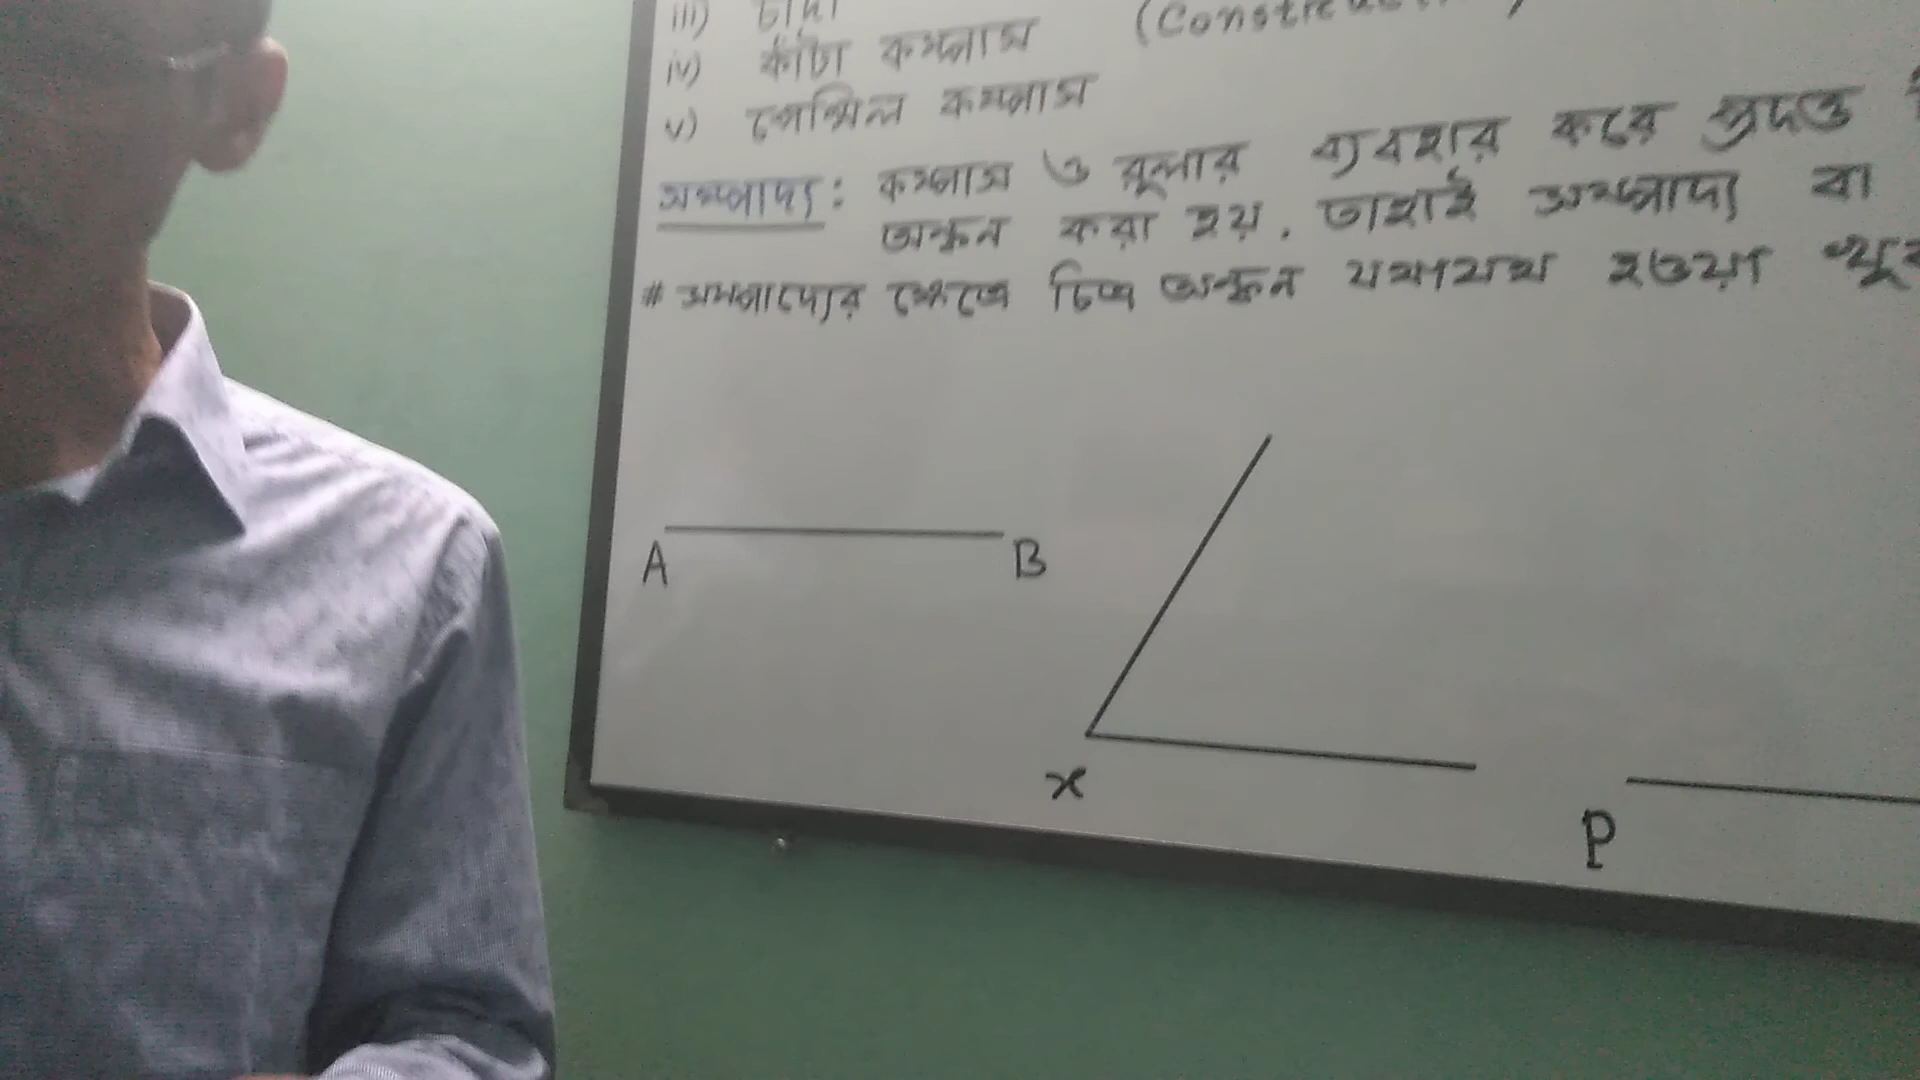 iii) চাঁদা
iv) কাঁটা কম্পাস (Construction)
v) পেন্সিল কম্পাস
সম্পাদ্য : কম্পাস ও রুলার ব্যবহার করে প্রদত্ত
অঙ্কন করা হয়. তাহাই সম্পাদ্য বা
# সম্পাদ্যের ক্ষেত্রে চিত্র অঙ্কন যথাযথ হওয়া
A B
x
P